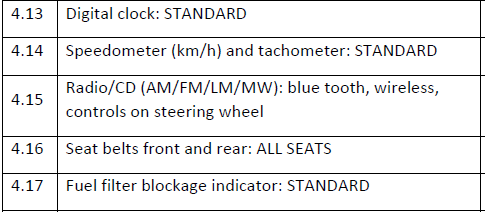 4.13 Digital clock: STANDARD
4.14 Speedometer (km/h) and tachometer: STANDARD
4.15 Radio/CD (AM/FM/LM/MW): blue tooth, wireless,
controls on steering wheel
4.16 Seat belts front and rear: ALL SEATS
4.17 Fuel filter blockage indicator: STANDARD